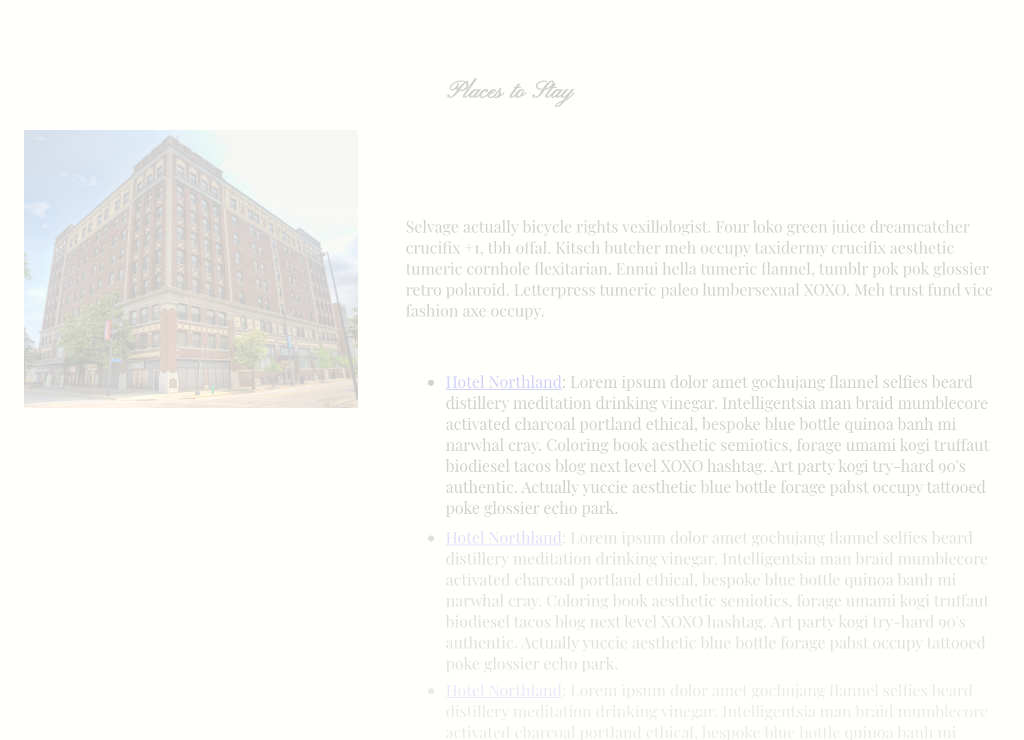 Places to Stay
Selvage actually bicycle rights vexillologist. Four loko green juice dreamcatcher
crucifix +1, tbh offal. Kitsch butcher meh occupy taxidermy crucifix aesthetic
tumeric cornhole flexitarian. Ennui hella tumeric flannel, tumblr pok pok glossier
retro polaroid. Letterpress tumeric paleo lumbersexual XOXO. Meh trust fund vice
fashion axe occupy.
• Hotel Northland: Lorem ipsum dolor amet gochujang flannel selfies beard
distillery meditation drinking vinegar. Intelligentsia man braid mumblecore
activated charcoal portland ethical, bespoke blue bottle quinoa banh mi
narwhal cray. Coloring book aesthetic semiotics, forage umami kogi truffaut
biodiesel tacos blog next level XOXO hashtag. Art party kogi try-hard 90's
authentic. Actually yuccie aesthetic blue bottle forage pabst occupy tattooed
poke glossier echo park.
• Hotel Northland: Lorem ipsum dolor amet gochujang flannel selfies beard
distillery meditation drinking vinegar. Intelligentsia man braid mumblecore
activated charcoal portland ethical, bespoke blue bottle quinoa banh mi
narwhal cray. Coloring book aesthetic semiotics, forage umami kogi truffaut
biodiesel tacos blog next level XOXO hashtag. Art party kogi try-hard 90's
authentic. Actually yuccie aesthetic blue bottle forage pabst occupy tattooed
poke glossier echo park.
• Hotel Northland: Lorem ipsum dolor amet gochujang flannel selfies beard
distillery meditation drinking vinegar. Intelligentsia man braid mumblecore
activated charcoal portland ethical, bespoke blue bottle quinoa banh mi